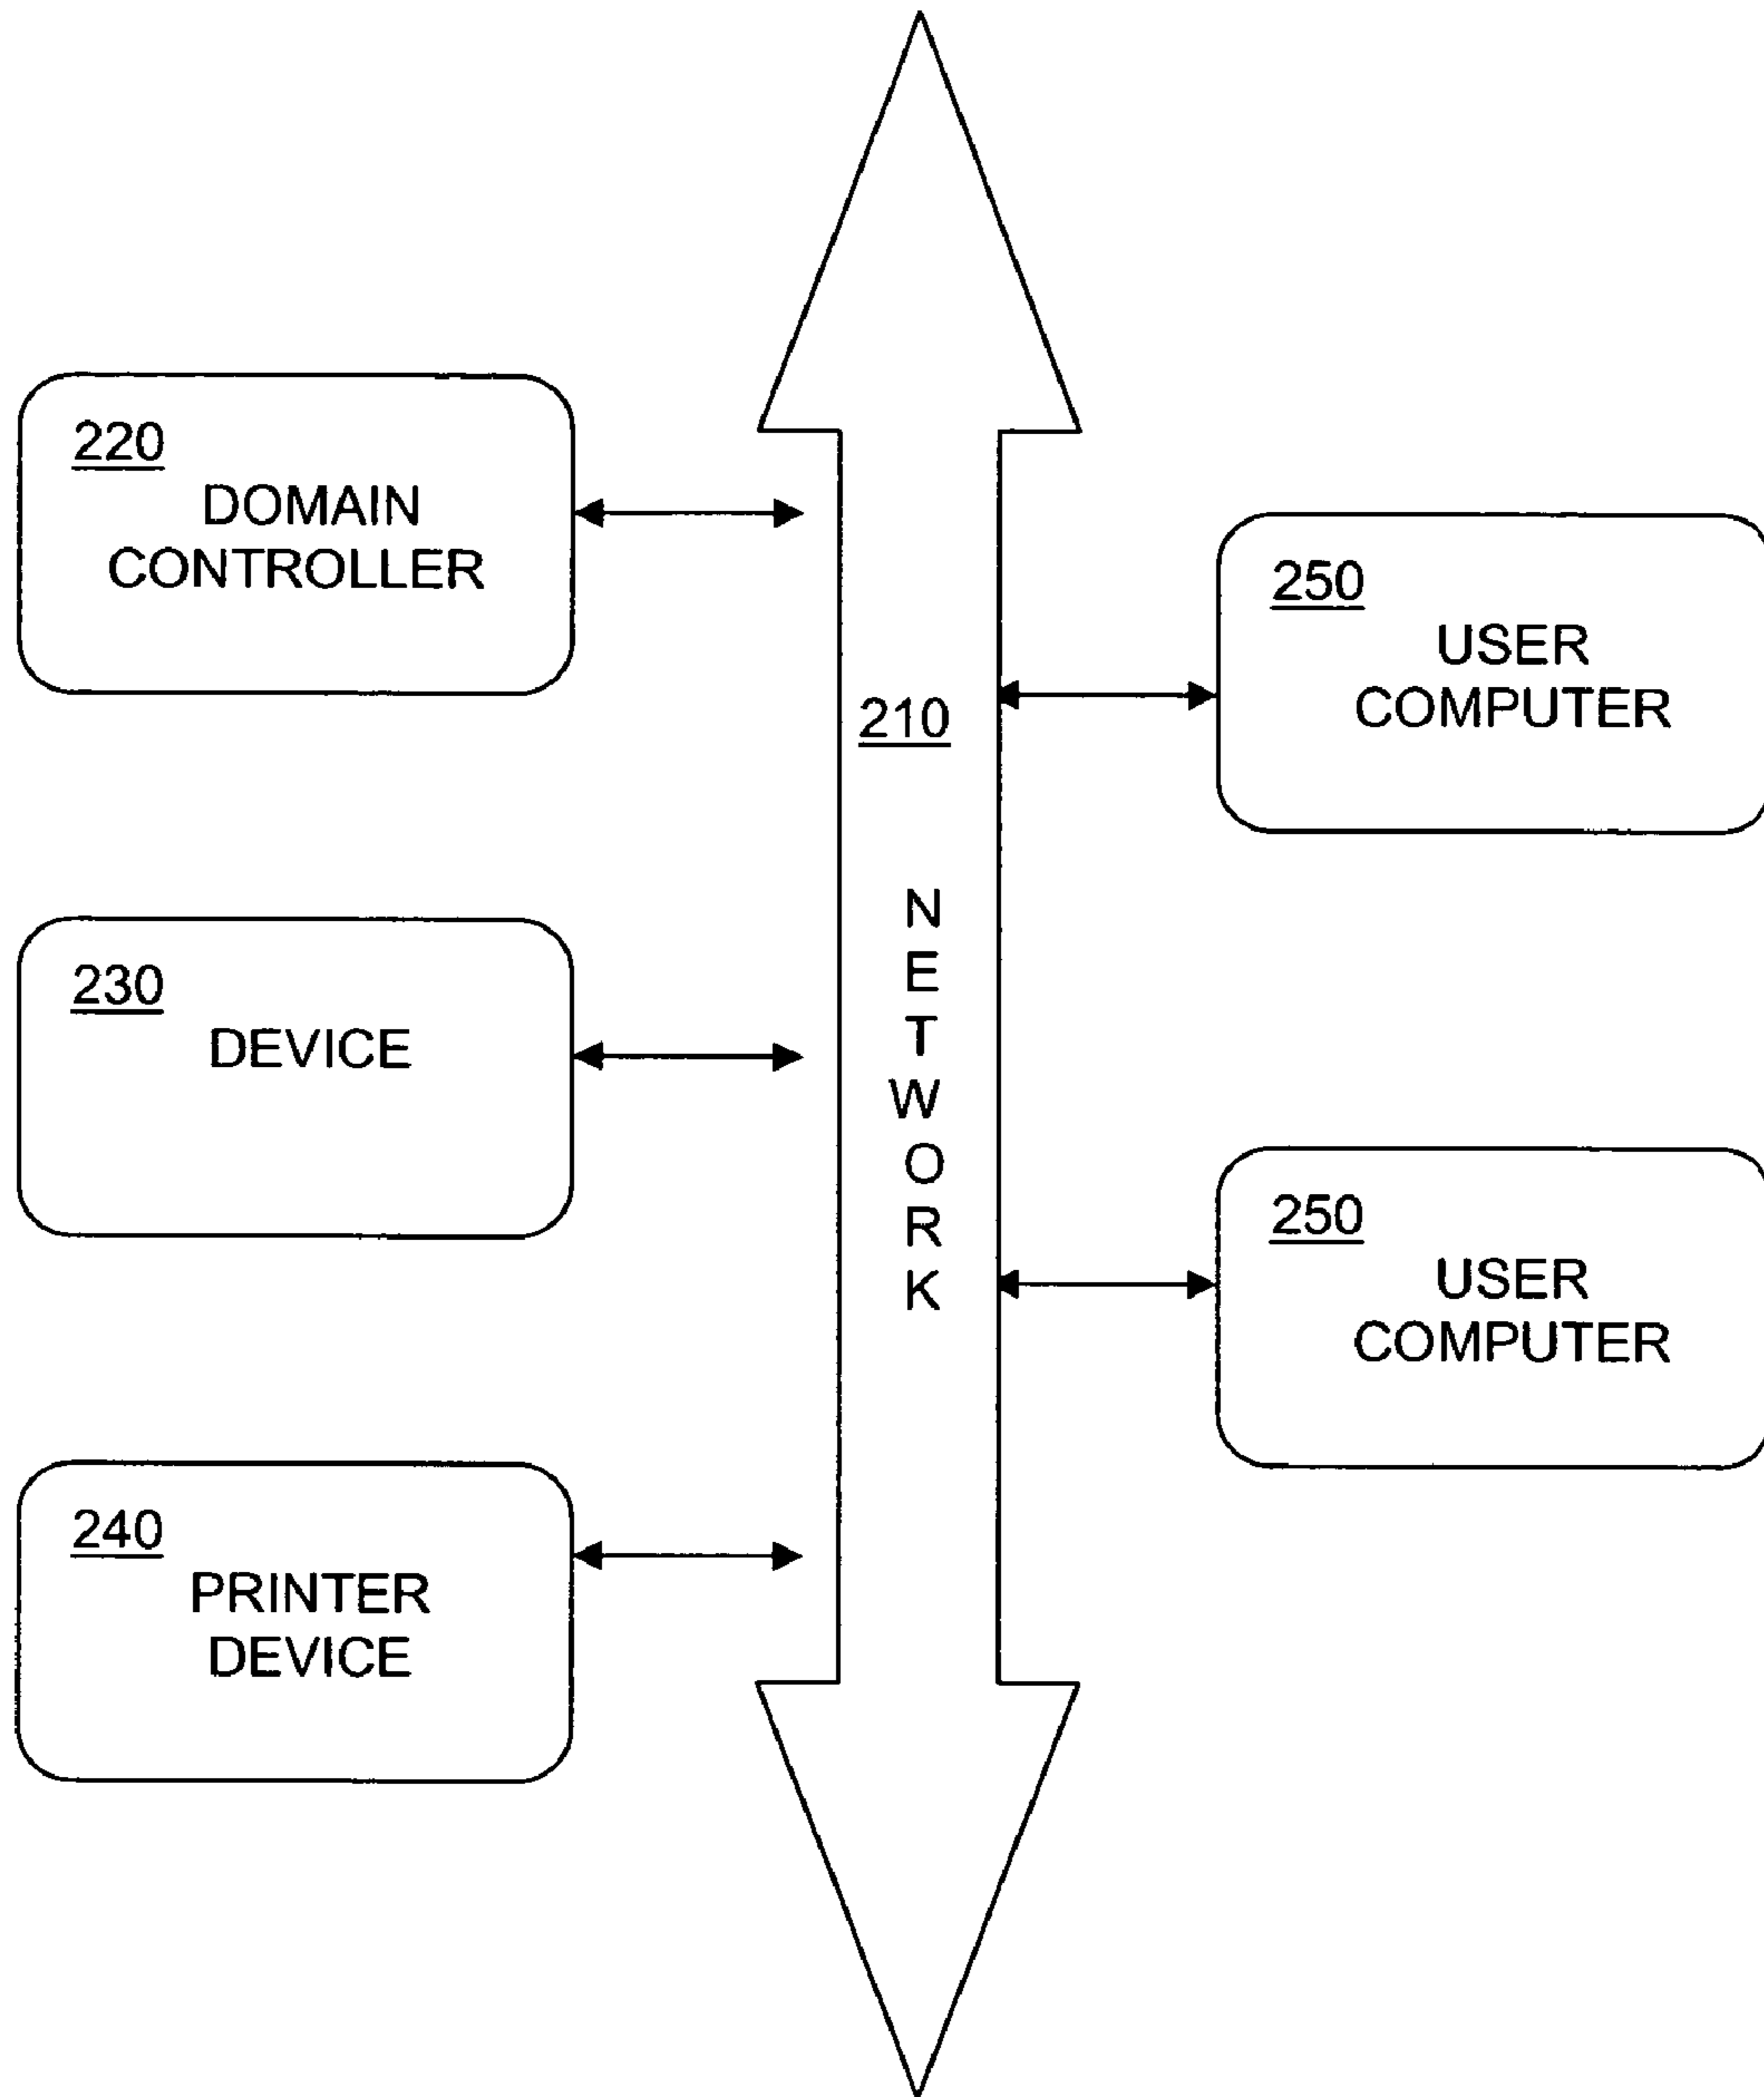 220
DOMAIN
CONTROLLER
230
DEVICE
240
PRINTER
DEVICE
210
N
E
T
W
O
R
K
250
USER
COMPUTER
250
USER
COMPUTER